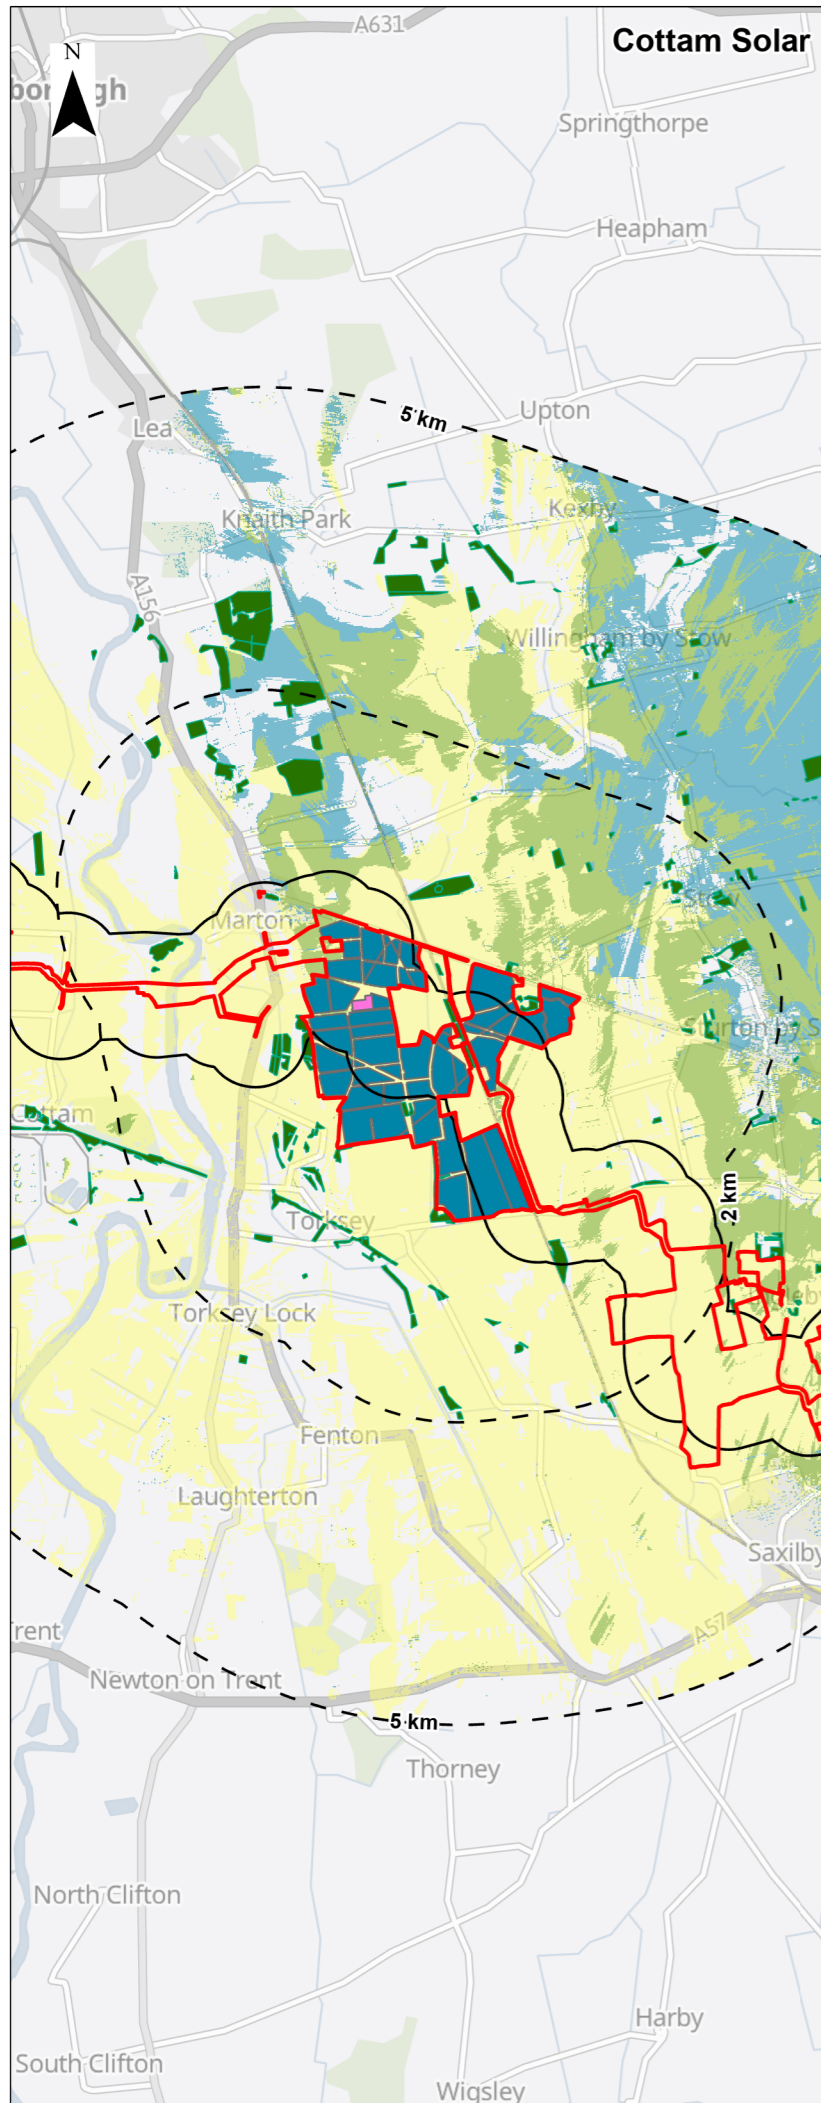 A631
Cottam Solar
N
Springthorpe
Heapham
5 km
Upton
Lea
Kexby
Knaith Park
A156
Willingham by Stow
Stow
Marton
Sturton by S
Cottam
2 km
Torksey
Torksey Lock
Fenton
Laughterton
Saxilby
Trent
A57
Newton on Trent
5 km
Thorney
North Clifton
Harby
South Clifton
Wigsley